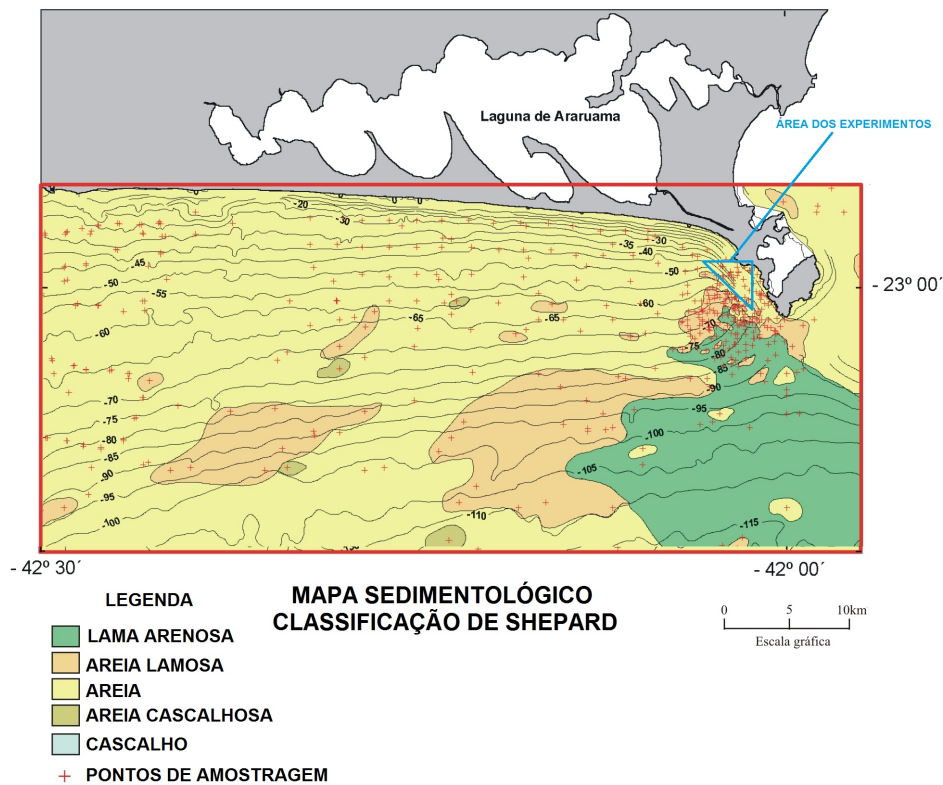 Laguna de Araruama
ÁREA DOS EXPERIMENTOS
0
0
0
-20
-30
-35
-30
-40
-45
-50
-50
-55
-60
-60
-65
-65
-70
-75
-80
-85
-90
-70
-75
-80
-85
-90
-95
-95
-100
-100
-105
-110
-115
- 23º 00´
- 42º 30´
- 42º 00´
MAPA SEDIMENTOLÓGICO
CLASSIFICAÇÃO DE SHEPARD
LEGENDA
LAMA ARENOSA
AREIA LAMOSA
AREIA
AREIA CASCALHOSA
CASCALHO
PONTOS DE AMOSTRAGEM
0 5 10km
Escala gráfica